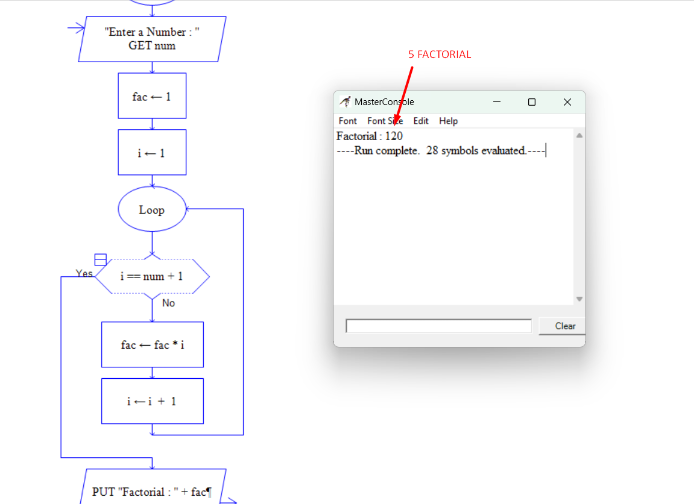 "Enter a Number : "
GET num
fac ← 1
i ← 1
Loop
i == num + 1
Yes
No
fac ← fac * i
i ← i + 1
PUT "Factorial : " + fac¶
5 FACTORIAL
MasterConsole
Font Font Size Edit Help
Factorial : 120
----Run complete. 28 symbols evaluated.----
Clear